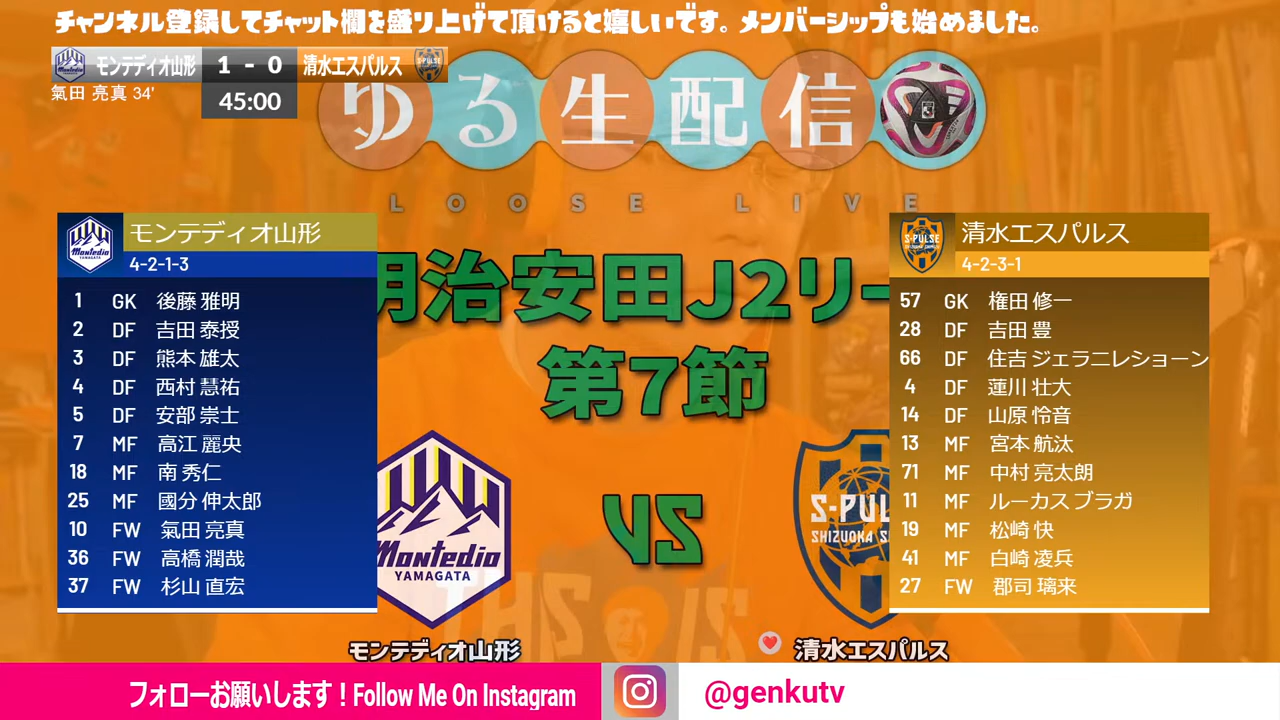 チャンネル登録してチャット欄を盛り上げて頂けると嬉しいです。メンバーシップも始めました。
モンテディオ山形 1 - 0 清水エスパルス
氣田 亮真 34'
45:00
ゆる生配信
LOOSE LIVE
モンテディオ山形
4-2-1-3
1 GK 後藤 雅明
2 DF 吉田 泰授
3 DF 熊本 雄太
4 DF 西村 慧祐
5 DF 安部 崇士
7 MF 高江 麗央
18 MF 南 秀仁
25 MF 國分 伸太郎
10 FW 氣田 亮真
36 FW 高橋 潤哉
37 FW 杉山 直宏
明治安田J2リー
第7節
VS
Montedio
YAMAGATA
S-PUL
SHIZUOKA S
清水エスパルス
4-2-3-1
57 GK 権田 修一
28 DF 吉田 豊
66 DF 住吉 ジェラニレショーン
4 DF 蓮川 壮大
14 DF 山原 怜音
13 MF 宮本 航汰
71 MF 中村 亮太朗
11 MF ルーカス ブラガ
19 MF 松崎 快
41 MF 白崎 凌兵
27 FW 郡司 璃来
モンテディオ山形
清水エスパルス
フォローお願いします！Follow Me On Instagram
@genkutv